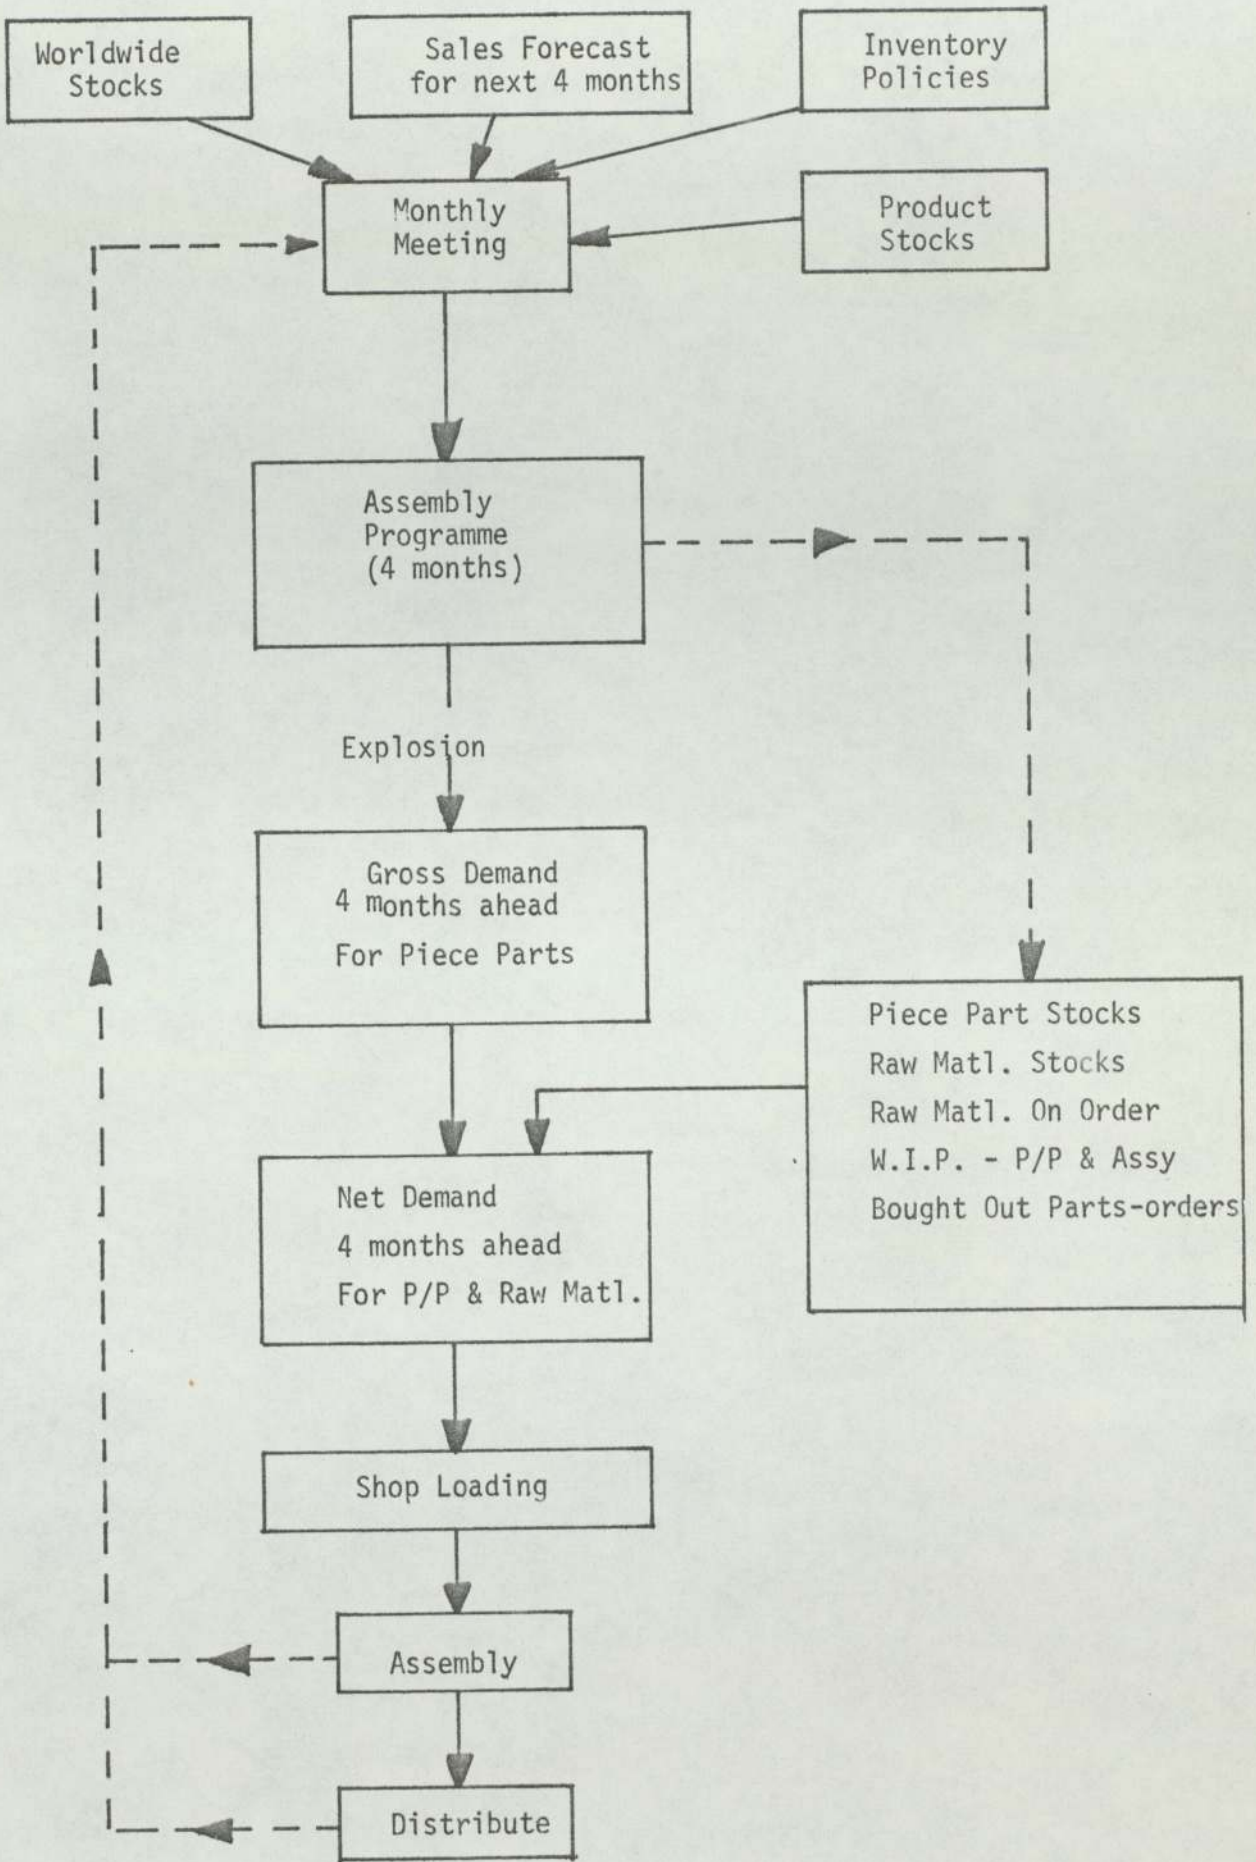 Worldwide
Stocks
Sales Forecast
for next 4 months
Inventory
Policies
Monthly
Meeting
Product
Stocks
Assembly
Programme
(4 months)
Explosion
Gross Demand
4 months ahead
For Piece Parts
Piece Part Stocks
Raw Matl. Stocks
Raw Matl. On Order
W.I.P. - P/P & Assy
Bought Out Parts-orders
Net Demand
4 months ahead
For P/P & Raw Matl.
Shop Loading
Assembly
Distribute